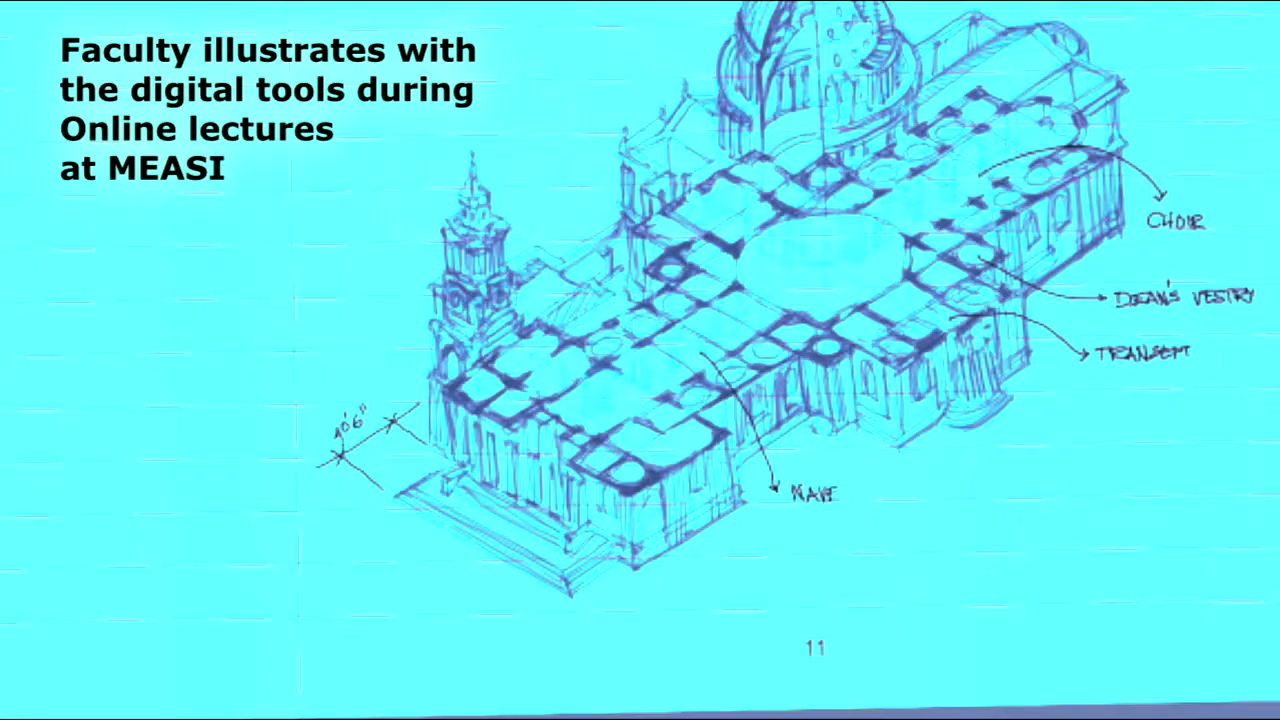 Faculty illustrates with
the digital tools during
Online lectures
at MEASI
CHOIR
DEAN'S VESTRY
TRANSEPT
NAVE
11